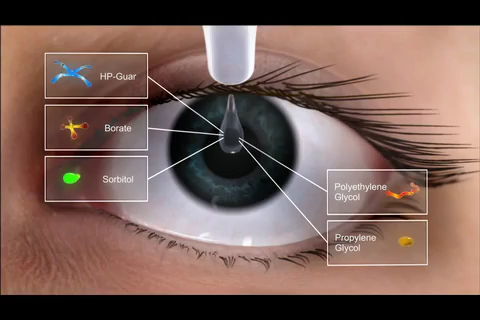 HP-Guar
Borate
Sorbitol
Polyethylene
Glycol
Propylene
Glycol